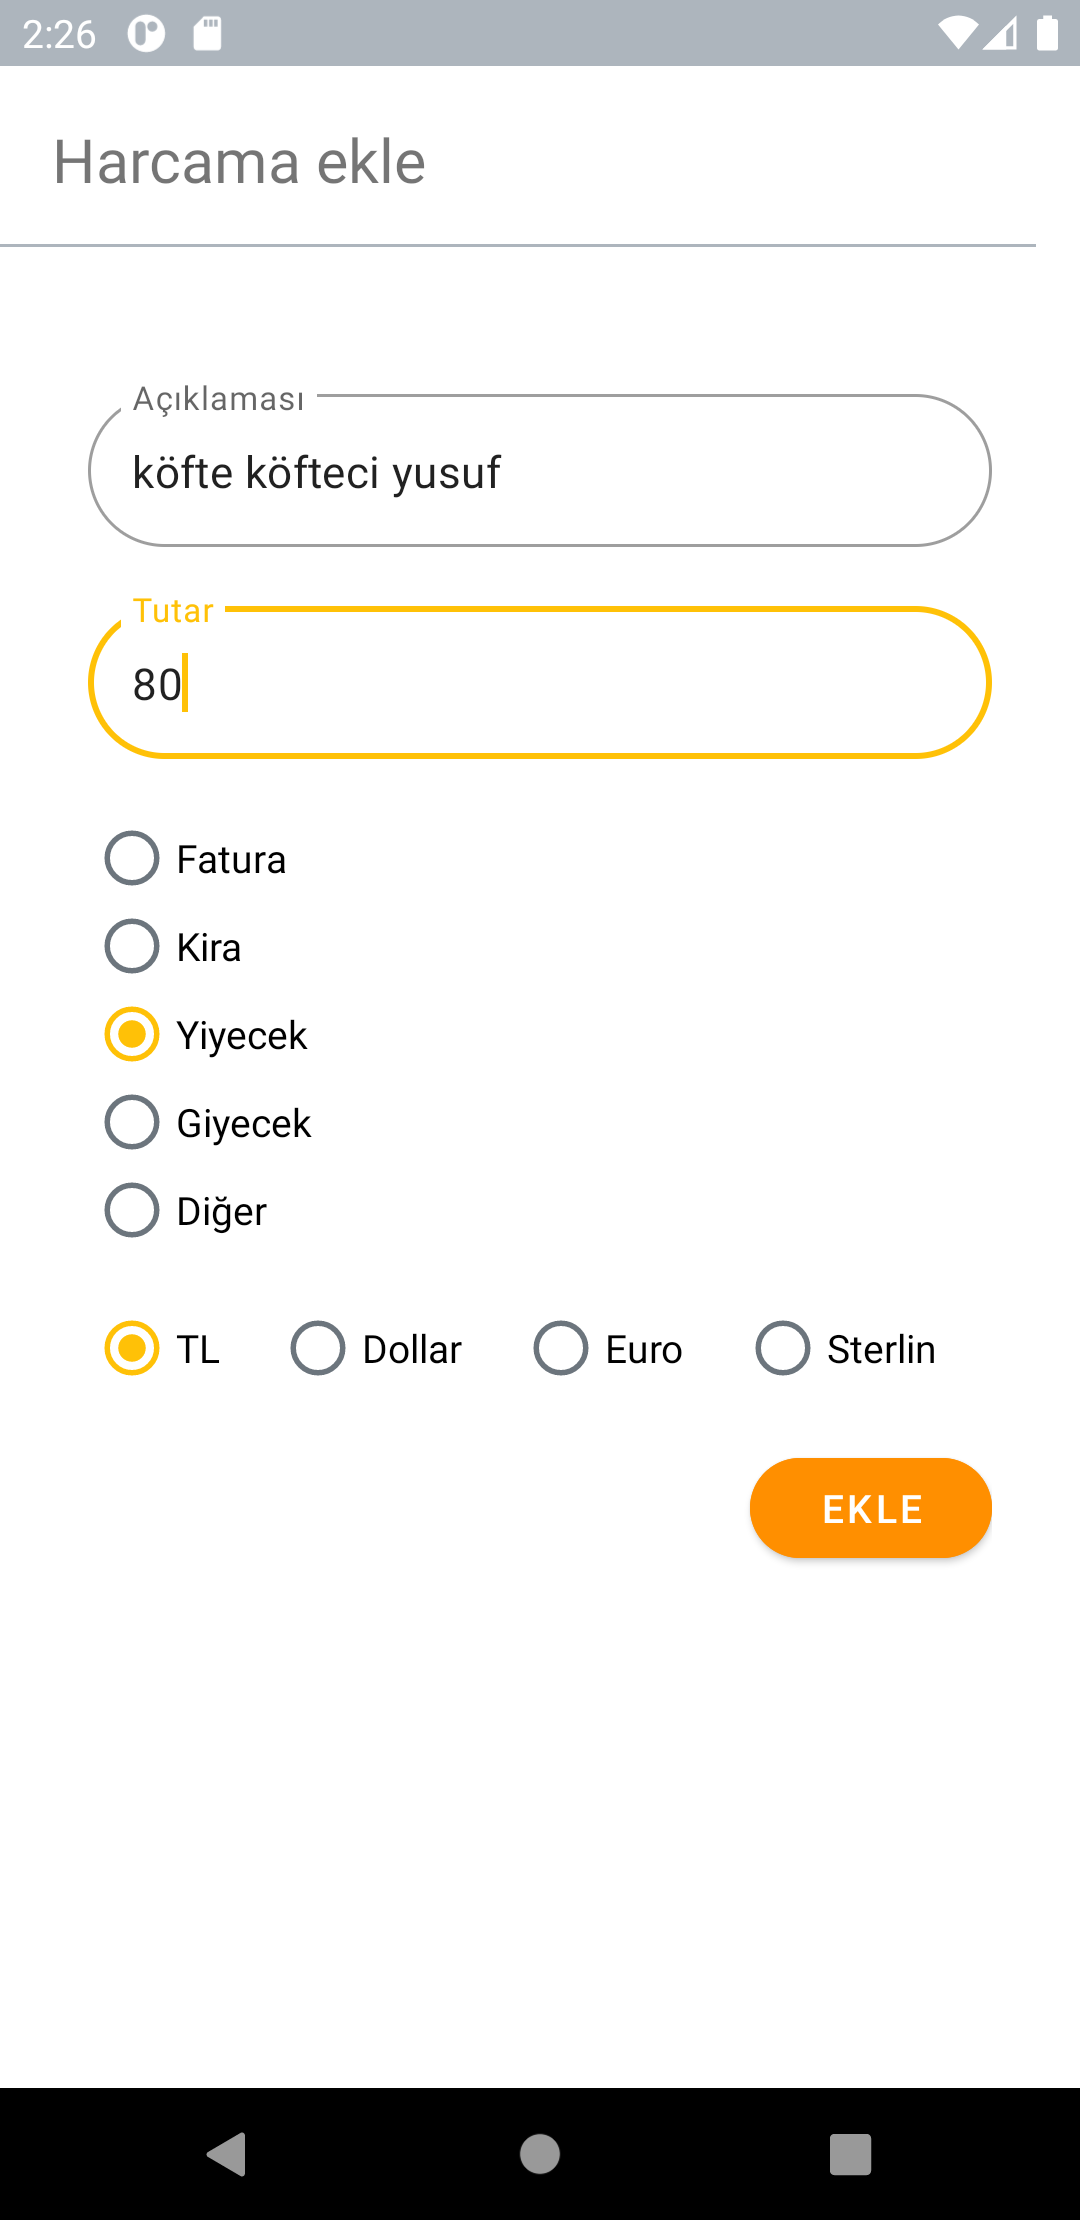 2:26
Harcama ekle
Açıklaması
köfte köfteci yusuf
Tutar
80
Fatura
Kira
Yiyecek
Giyecek
Diğer
TL Dollar Euro Sterlin
EKLE